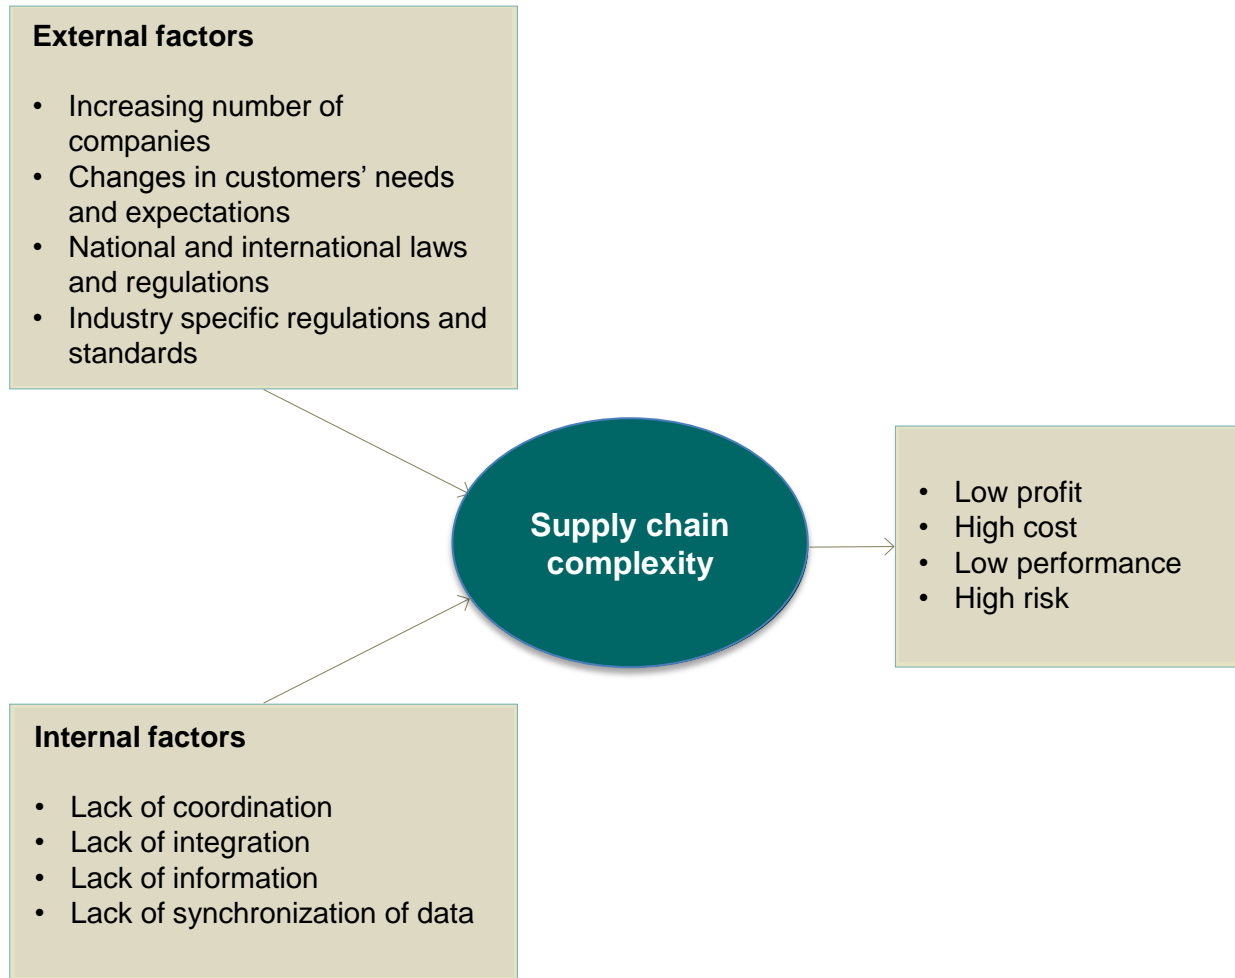 External factors
• Increasing number of
companies
• Changes in customers’ needs
and expectations
• National and international laws
and regulations
• Industry specific regulations and
standards
Supply chain
complexity
• Low profit
• High cost
• Low performance
• High risk
Internal factors
• Lack of coordination
• Lack of integration
• Lack of information
• Lack of synchronization of data